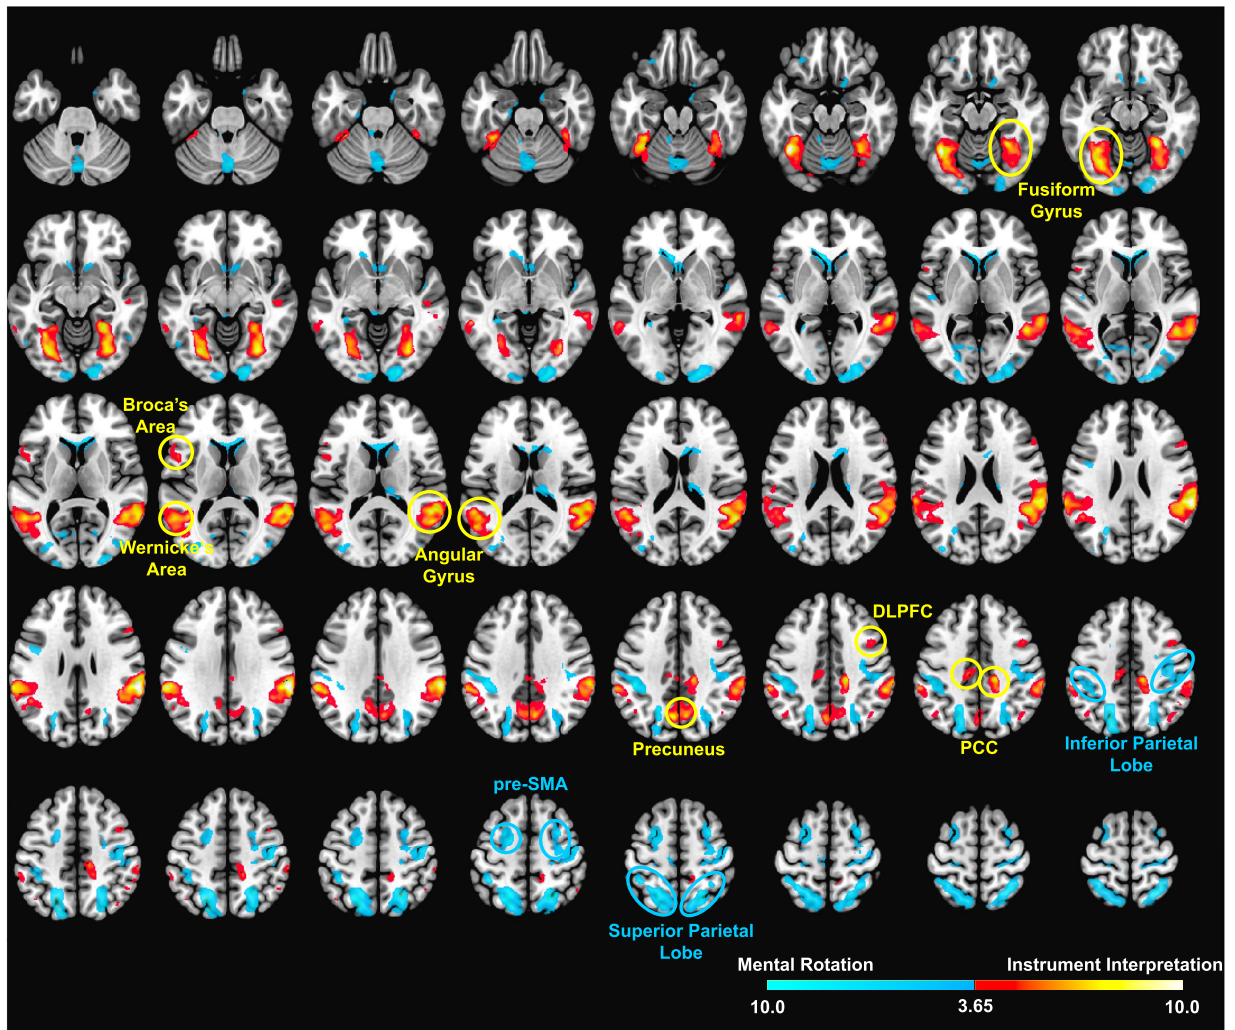 Fusiform
Gyrus
Broca's
Area
Wernicke's
Area
Angular
Gyrus
DLPFC
Precuneus
PCC
Inferior Parietal
Lobe
pre-SMA
Superior Parietal
Lobe
Mental Rotation
Instrument Interpretation
10.0
3.65
10.0